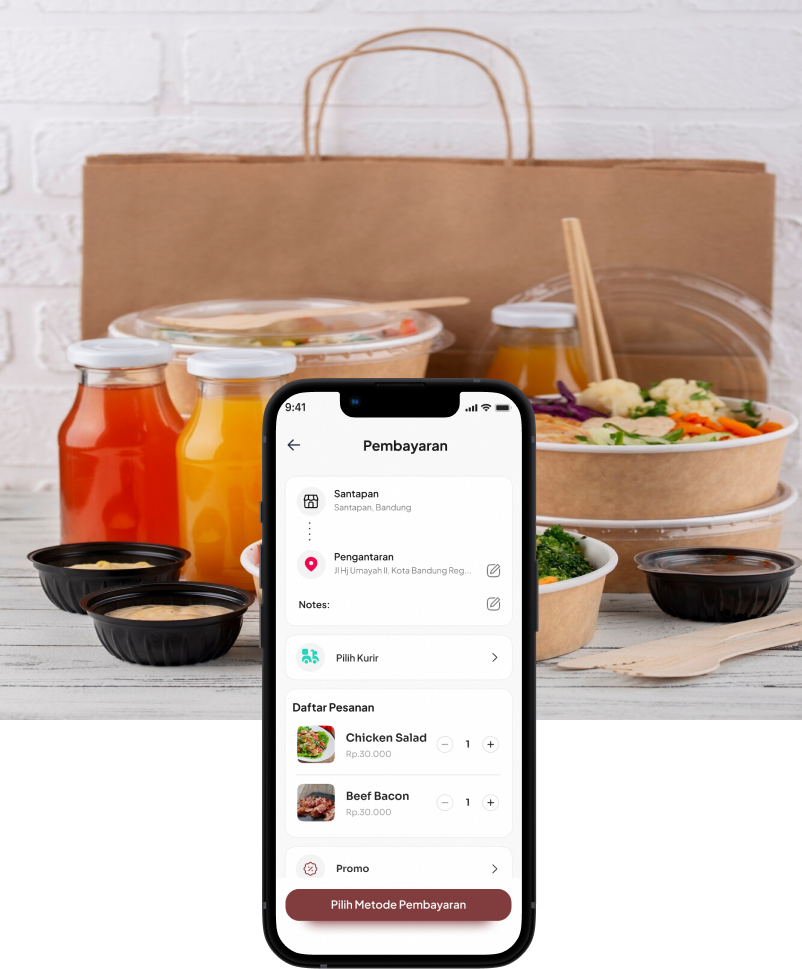 9:41
Pembayaran
Santapan
Santapan, Bandung
Pengantaran
Jl Hj Umayah II, Kota Bandung Reg...
Notes:
Pilih Kurir
Daftar Pesanan
Chicken Salad
Rp.30.000
1
Beef Bacon
Rp.30.000
1
Promo
Pilih Metode Pembayaran